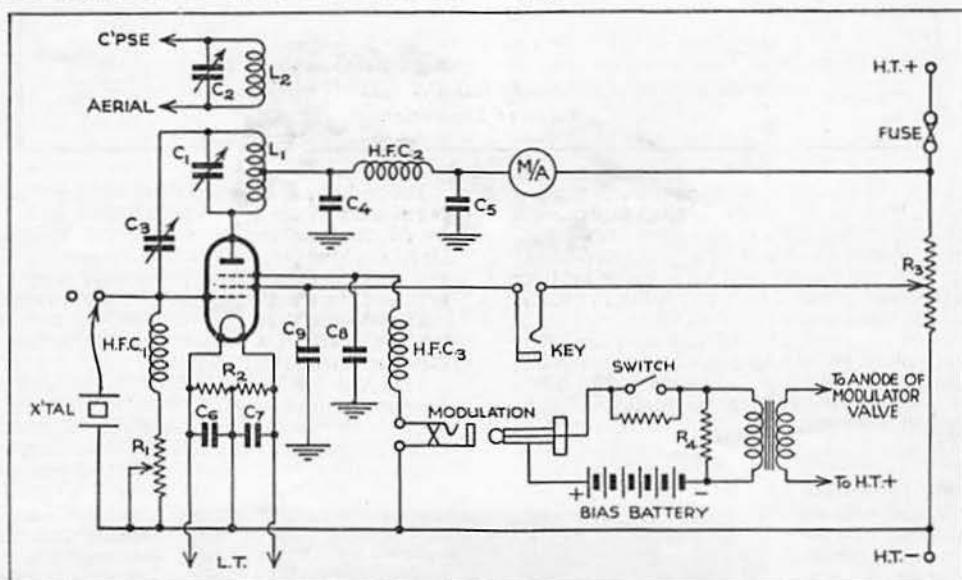 C'PSE
AERIAL
C2
L2
H.T.+
FUSE
C1
L1
H.F.C2
M/A
C4
C5
C3
R3
H.F.C1
C9
C8
H.F.C3
KEY
R2
X'TAL
C6
C7
R1
MODULATION
SWITCH
R4
TO ANODE OF
MODULATOR
VALVE
TO H.T.+
+
-
BIAS BATTERY
L.T.
H.T.-